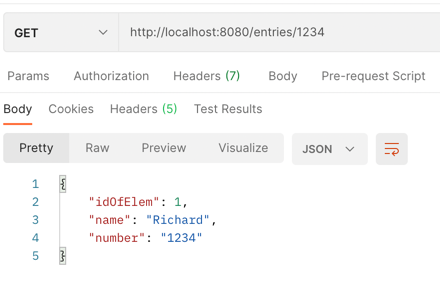 GET http://localhost:8080/entries/1234
Params Authorization Headers (7) Body Pre-request Script
Body Cookies Headers (5) Test Results
Pretty Raw Preview Visualize JSON
1 {
2 "idOfElem": 1,
3 "name": "Richard",
4 "number": "1234"
5 }